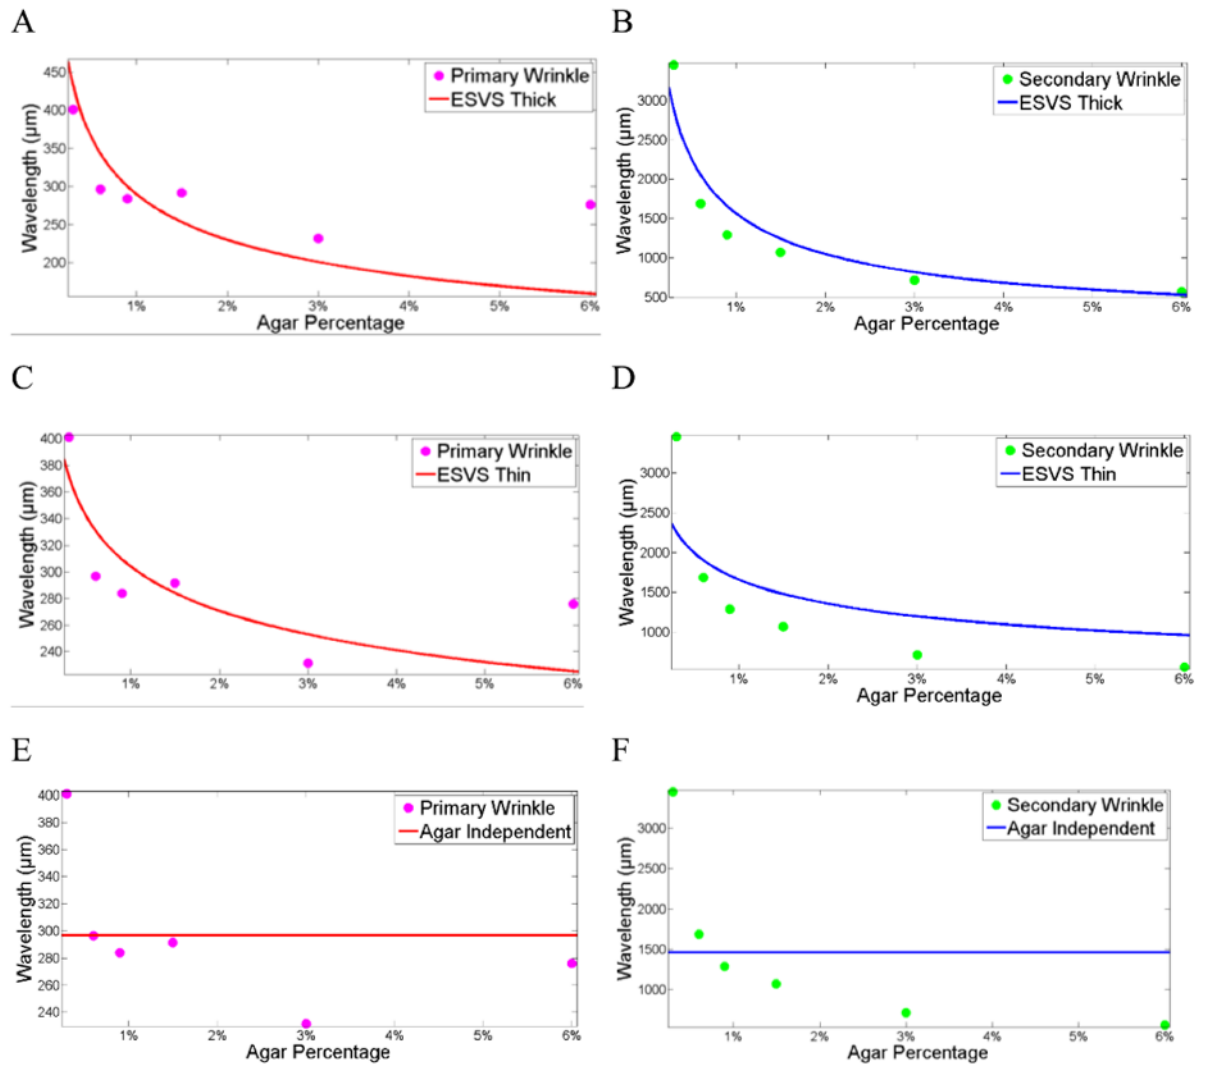 A
450
400
350
300
250
200
Wavelength (μm)
Primary Wrinkle
ESVS Thick
1% 2% 3% 4% 5% 6%
Agar Percentage
B
3000
2500
2000
1500
1000
500
Wavelength (μm)
Secondary Wrinkle
ESVS Thick
1% 2% 3% 4% 5% 6%
Agar Percentage
C
400
380
360
340
320
300
280
260
240
Wavelength (μm)
Primary Wrinkle
ESVS Thin
1% 2% 3% 4% 5% 6%
D
3000
2500
2000
1500
1000
Wavelength (μm)
Secondary Wrinkle
ESVS Thin
1% 2% 3% 4% 5% 6%
Agar Percentage
E
400
380
360
340
320
300
280
260
240
Wavelength (μm)
Primary Wrinkle
Agar Independent
1% 2% 3% 4% 5% 6%
Agar Percentage
F
3000
2500
2000
1500
1000
Wavelength (μm)
Secondary Wrinkle
Agar Independent
1% 2% 3% 4% 5% 6%
Agar Percentage